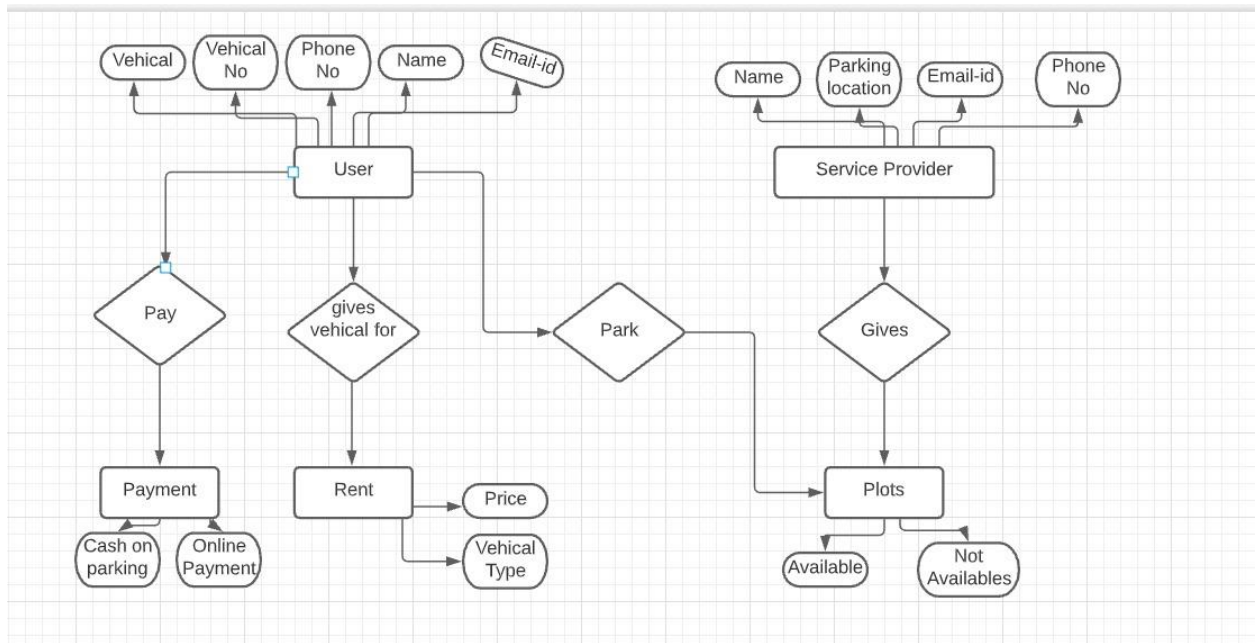 Vehical
Vehical
No
Phone
No
Name
Email-id
Name
Parking
location
Email-id
Phone
No
User
Service Provider
Pay
gives
vehical for
Park
Gives
Payment
Rent
Plots
Price
Cash on
parking
Online
Payment
Vehical
Type
Available
Not
Availables